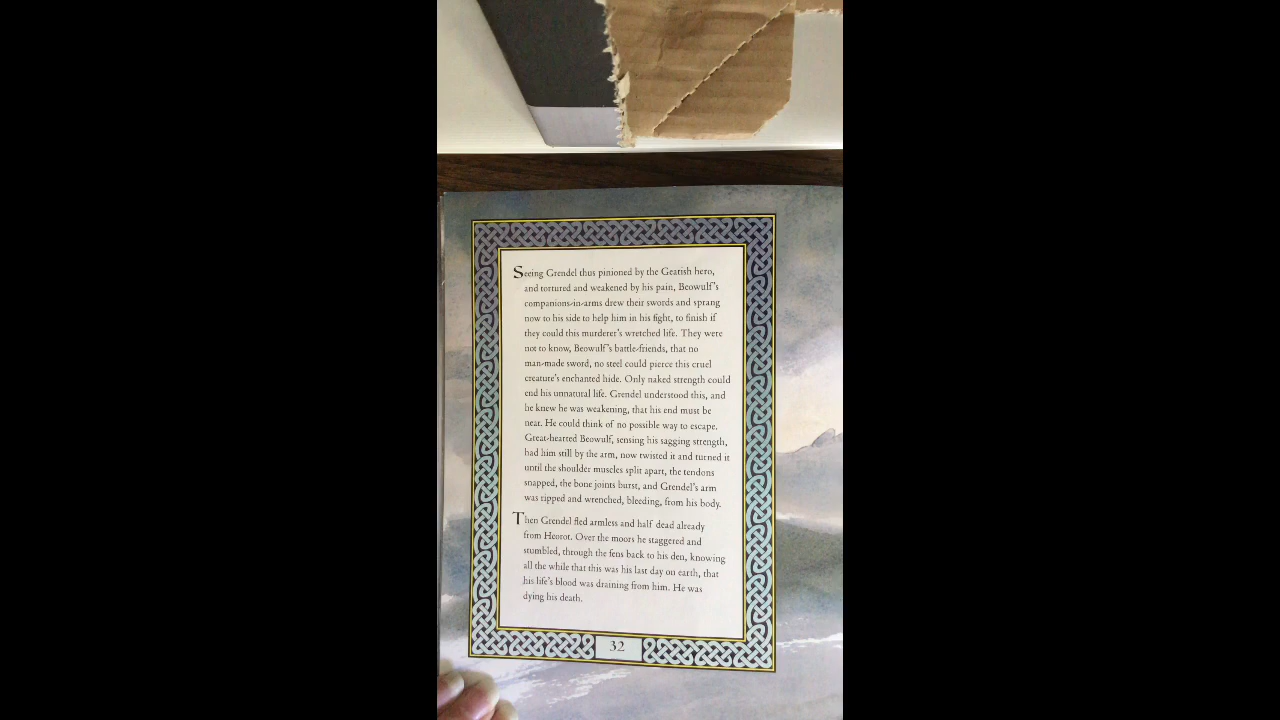 Seeing Grendel thus pinioned by the Geatish hero,
and tortured and weakened by his pain, Beowulf's
companions-in-arms drew their swords and sprang
now to his side to help him in his fight, to finish if
they could this murderer's wretched life. They were
not to know, Beowulf's battle-friends, that no
man-made sword, no steel could pierce this cruel
creature's enchanted hide. Only naked strength could
end his unnatural life. Grendel understood this, and
he knew he was weakening, that his end must be
near. He could think of no possible way to escape.
Great-hearted Beowulf, sensing his sagging strength,
had him still by the arm, now twisted it and turned it
until the shoulder muscles split apart, the tendons
snapped, the bone joints burst, and Grendel's arm
was ripped and wrenched, bleeding, from his body.
Then Grendel fled armless and half dead already
from Heorot. Over the moors he staggered and
stumbled, through the fens back to his den, knowing
all the while that this was his last day on earth, that
his life's blood was draining from him. He was
dying his death.
32